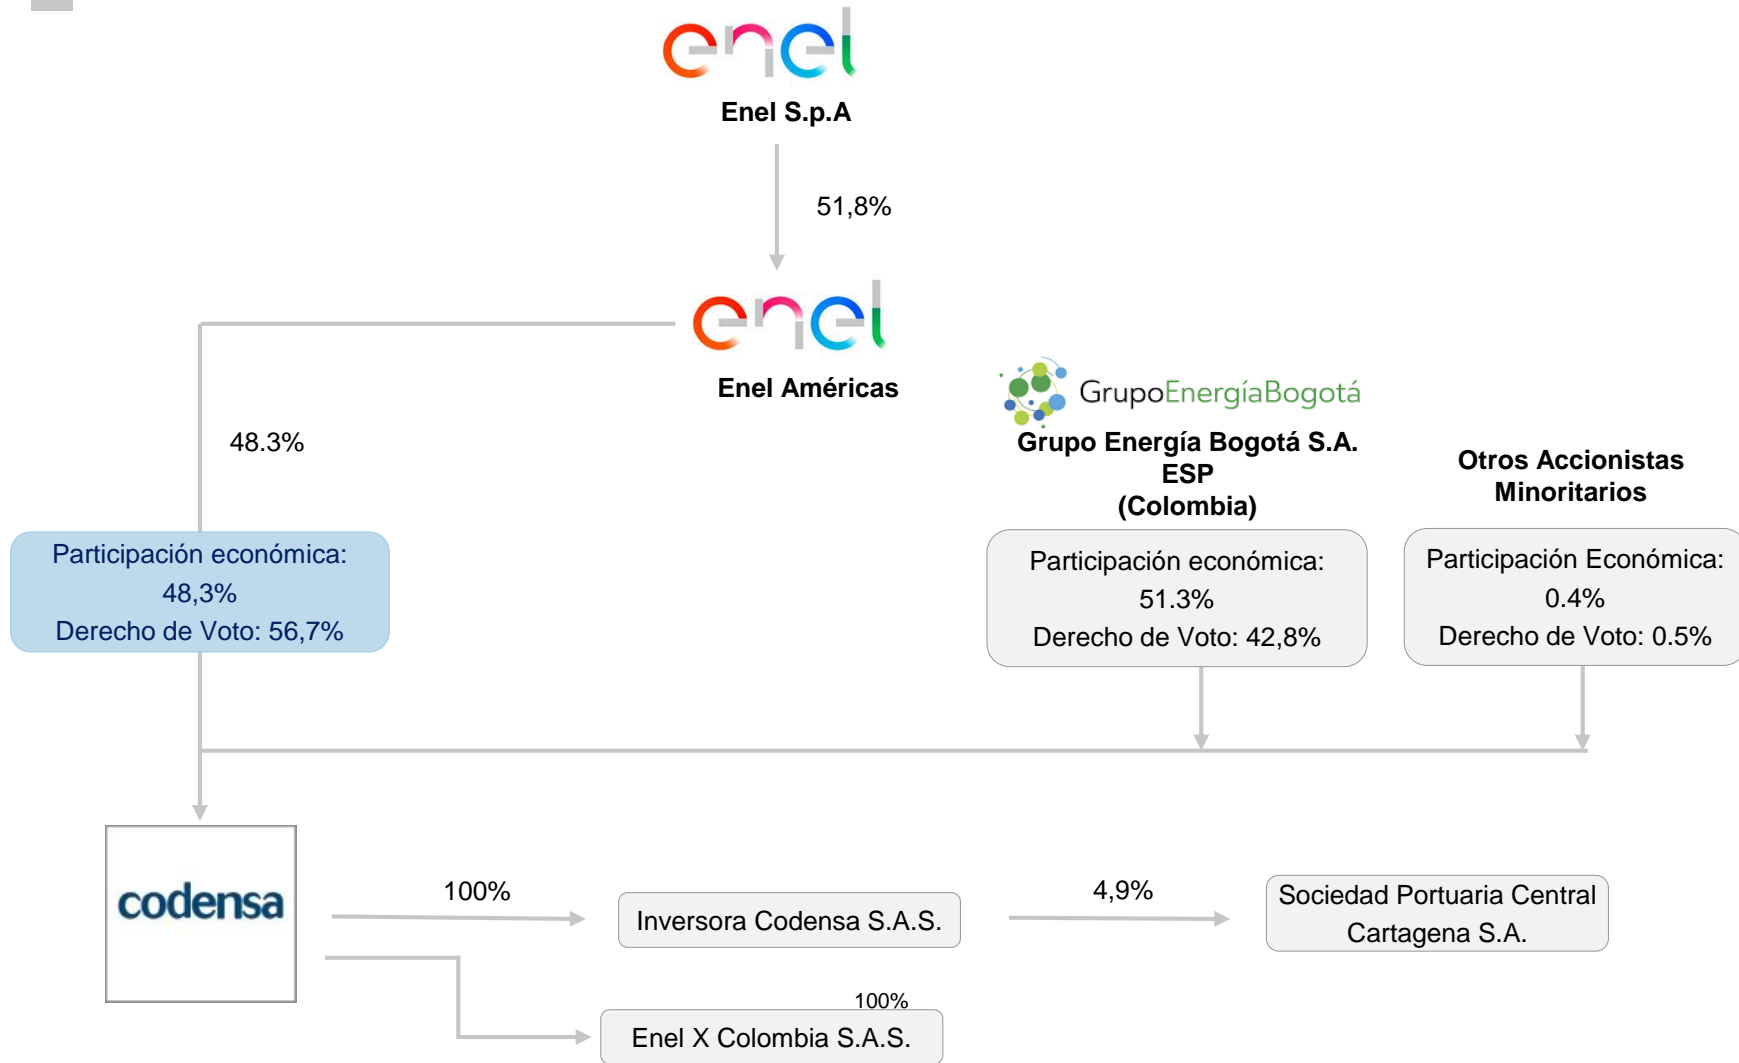 enel
Enel S.p.A
51,8%
enel
Enel Américas
48.3%
GrupoEnergíaBogotá
Grupo Energía Bogotá S.A.
ESP
(Colombia)
Otros Accionistas
Minoritarios
Participación económica:
48,3%
Derecho de Voto: 56,7%
Participación económica:
51.3%
Derecho de Voto: 42,8%
Participación Económica:
0.4%
Derecho de Voto: 0.5%
codensa
100%
Inversora Codensa S.A.S.
4,9%
Sociedad Portuaria Central
Cartagena S.A.
100%
Enel X Colombia S.A.S.